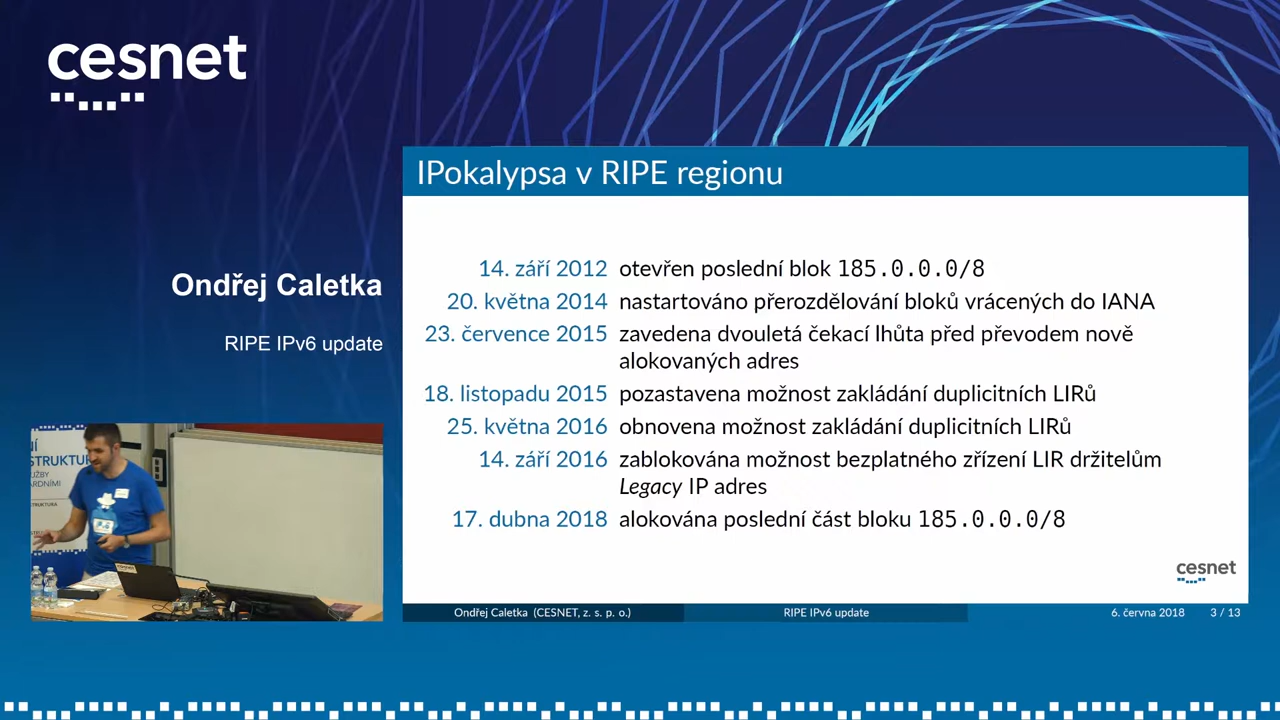 cesnet
IPokalypsa v RIPE regionu
Ondřej Caletka
RIPE IPv6 update
14. září 2012 otevřen poslední blok 185.0.0.0/8
20. května 2014 nastartováno přerozdělování bloků vrácených do IANA
23. července 2015 zavedena dvouletá čekací lhůta před převodem nově
alokovaných adres
18. listopadu 2015 pozastavena možnost zakládání duplicitních LIRů
25. května 2016 obnovena možnost zakládání duplicitních LIRů
14. září 2016 zablokována možnost bezplatného zřízení LIR držitelům
Legacy IP adres
17. dubna 2018 alokována poslední část bloku 185.0.0.0/8
cesnet
Ondřej Caletka (CESNET, z. s. p. o.) RIPE IPv6 update 6. června 2018 3 / 13